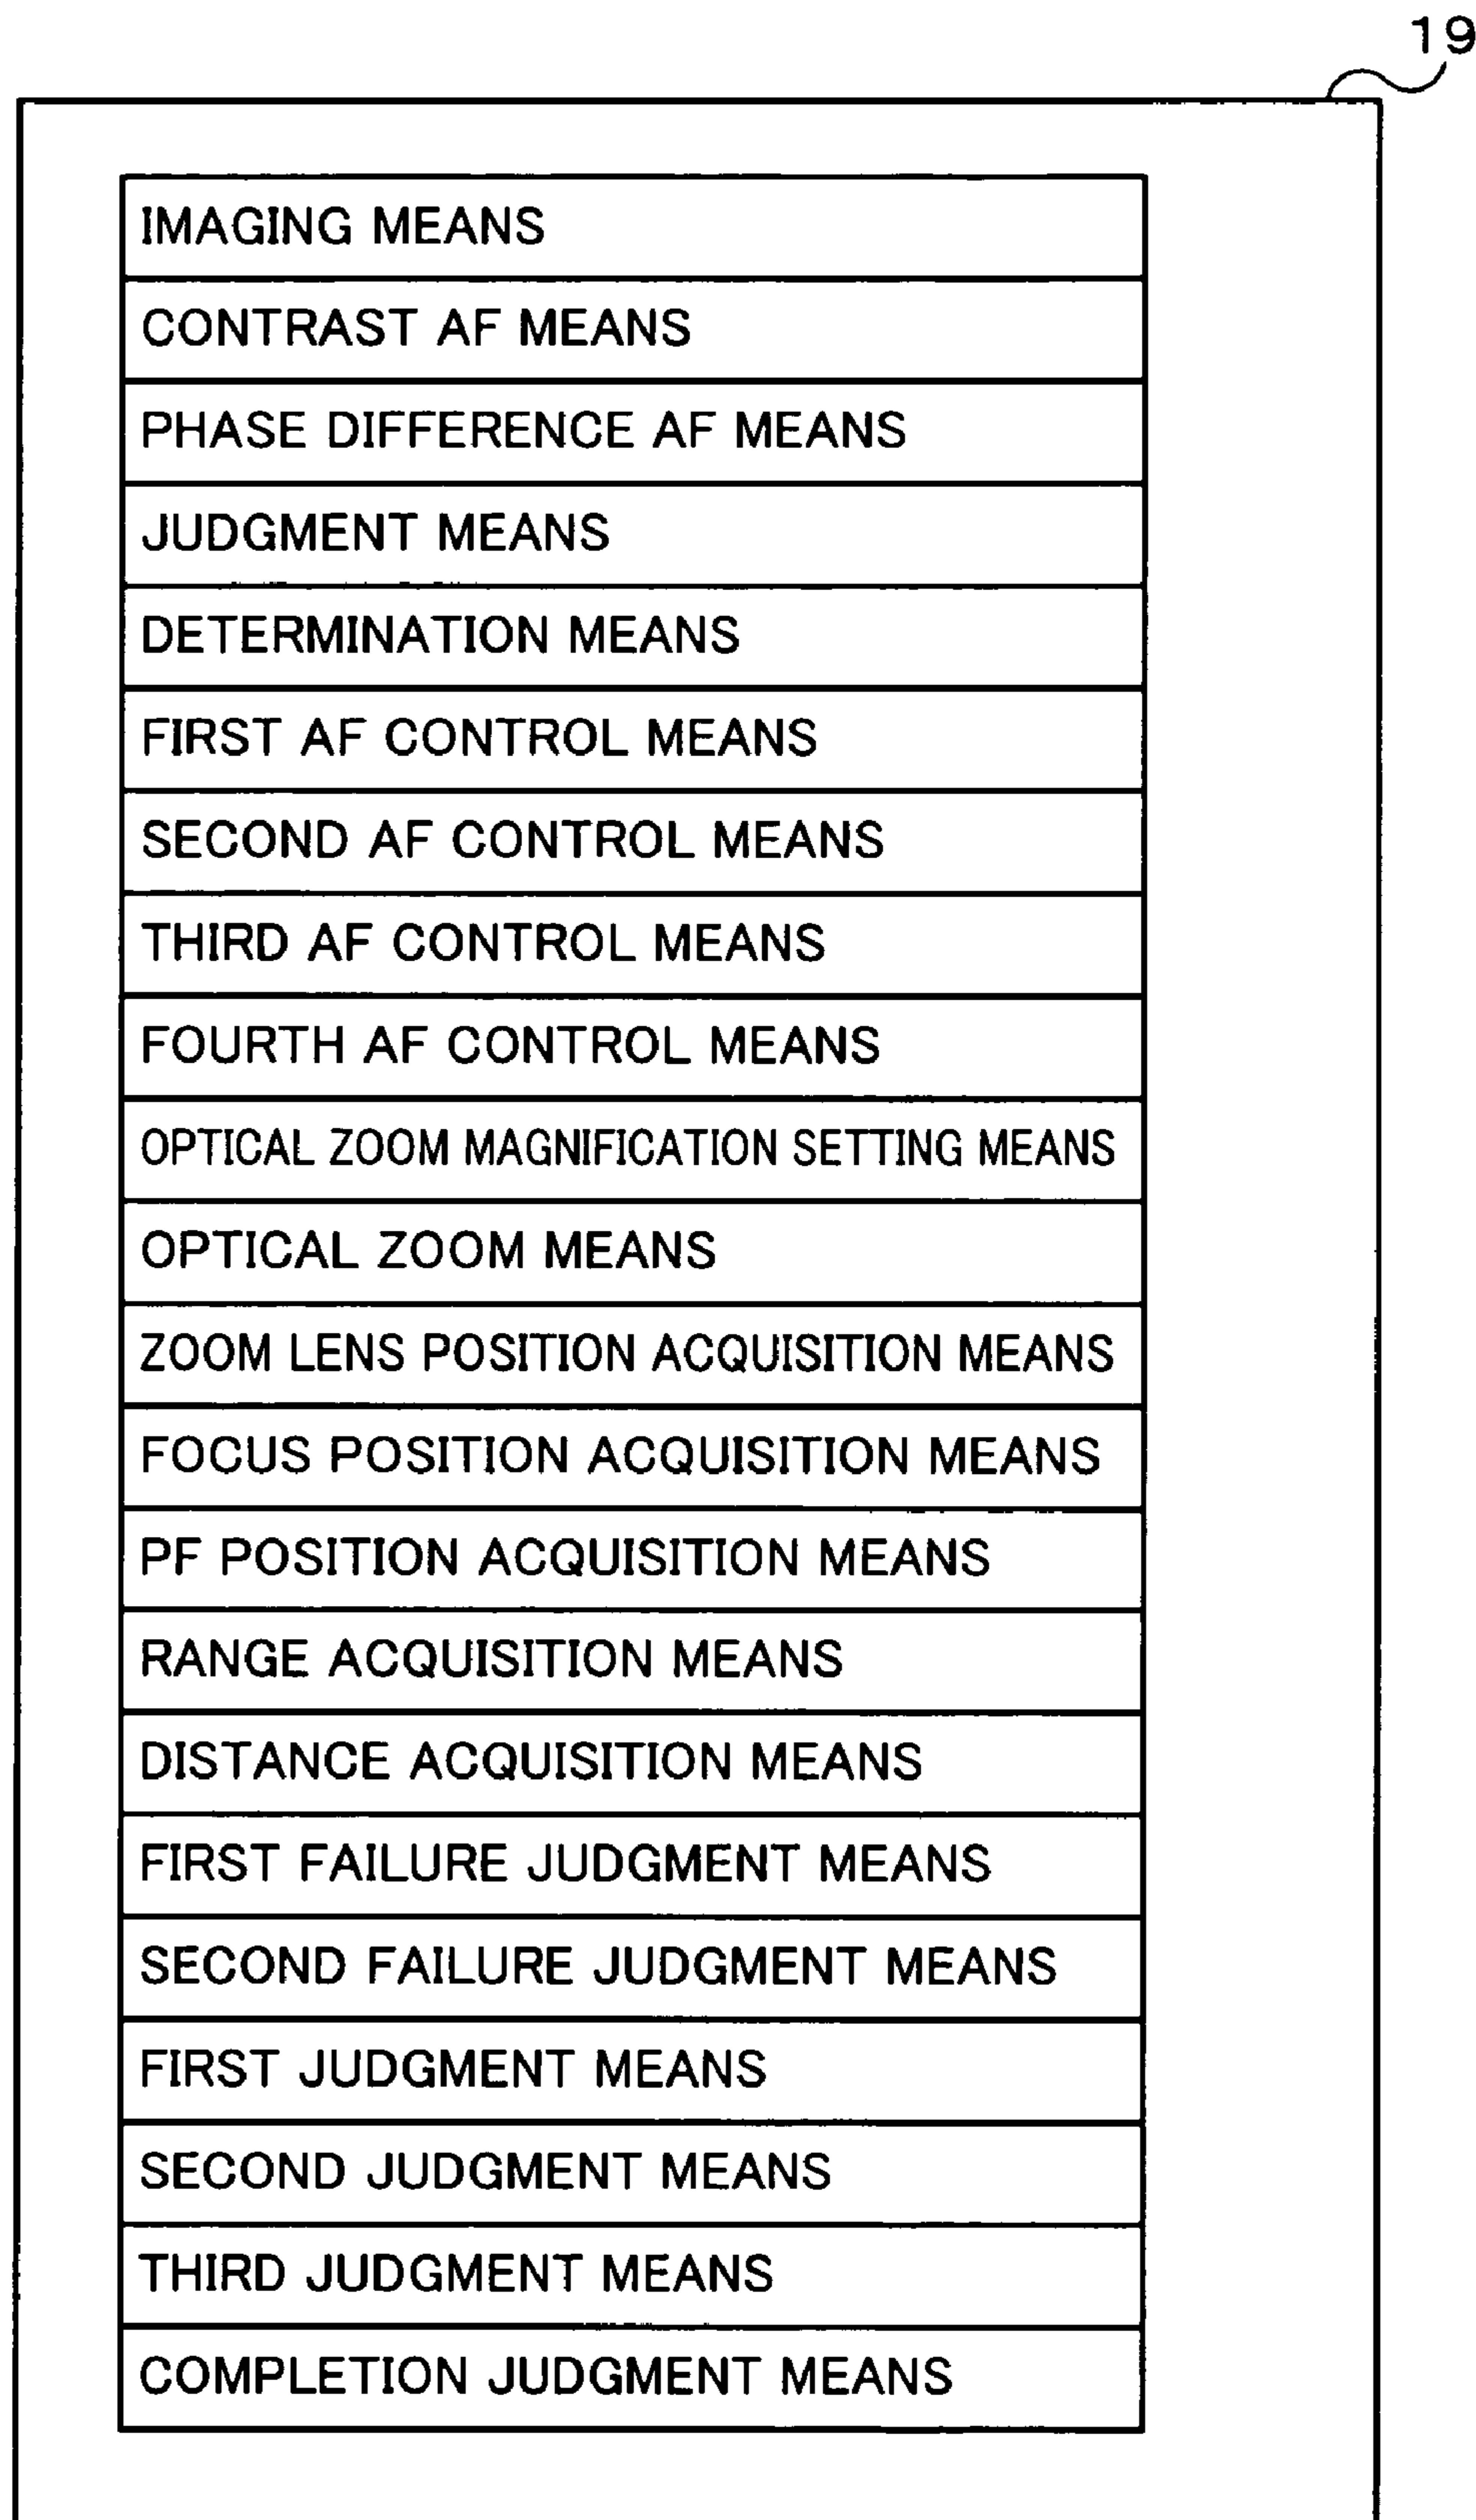 19
IMAGING MEANS
CONTRAST AF MEANS
PHASE DIFFERENCE AF MEANS
JUDGMENT MEANS
DETERMINATION MEANS
FIRST AF CONTROL MEANS
SECOND AF CONTROL MEANS
THIRD AF CONTROL MEANS
FOURTH AF CONTROL MEANS
OPTICAL ZOOM MAGNIFICATION SETTING MEANS
OPTICAL ZOOM MEANS
ZOOM LENS POSITION ACQUISITION MEANS
FOCUS POSITION ACQUISITION MEANS
PF POSITION ACQUISITION MEANS
RANGE ACQUISITION MEANS
DISTANCE ACQUISITION MEANS
FIRST FAILURE JUDGMENT MEANS
SECOND FAILURE JUDGMENT MEANS
FIRST JUDGMENT MEANS
SECOND JUDGMENT MEANS
THIRD JUDGMENT MEANS
COMPLETION JUDGMENT MEANS